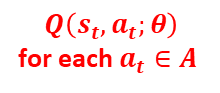 Q(s_t, a_t; θ)
for each a_t ∈ A